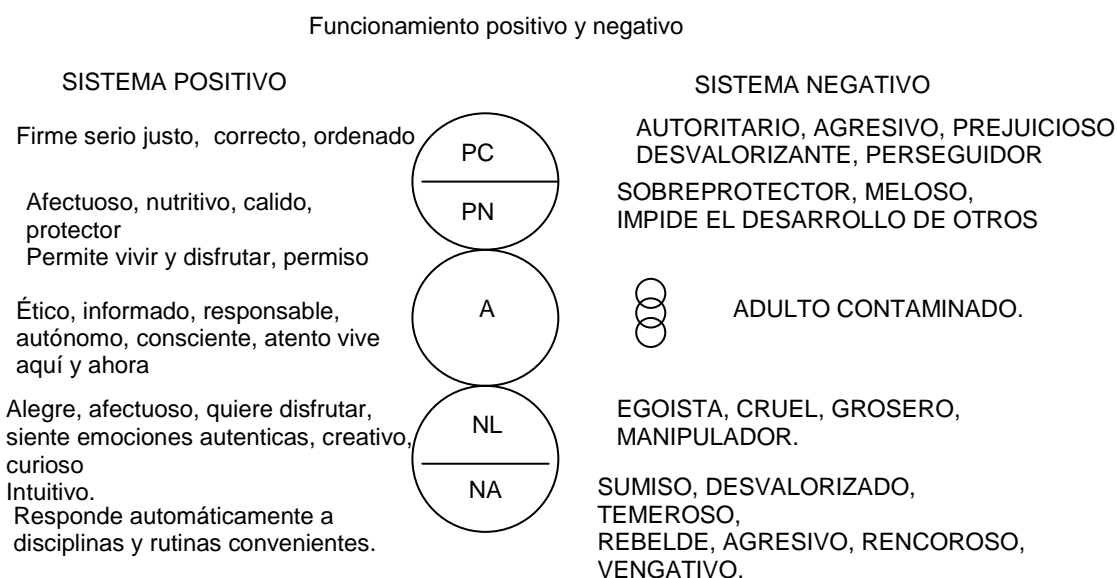 Funcionamiento positivo y negativo
SISTEMA POSITIVO
SISTEMA NEGATIVO
Firme serio justo, correcto, ordenado
PC
AUTORITARIO, AGRESIVO, PREJUICIOSO
DESVALORIZANTE, PERSEGUIDOR
Afectuoso, nutritivo, calido,
protector
Permite vivir y disfrutar, permiso
PN
SOBREPROTECTOR, MELOSO,
IMPIDE EL DESARROLLO DE OTROS
Ético, informado, responsable,
autónomo, consciente, atento vive
aquí y ahora
A
ADULTO CONTAMINADO.
Alegre, afectuoso, quiere disfrutar,
siente emociones autenticas, creativo,
curioso
Intuitivo.
NL
EGOISTA, CRUEL, GROSERO,
MANIPULADOR.
Responde automáticamente a
disciplinas y rutinas convenientes.
NA
SUMISO, DESVALORIZADO,
TEMEROSO,
REBELDE, AGRESIVO, RENCOROSO,
VENGATIVO.